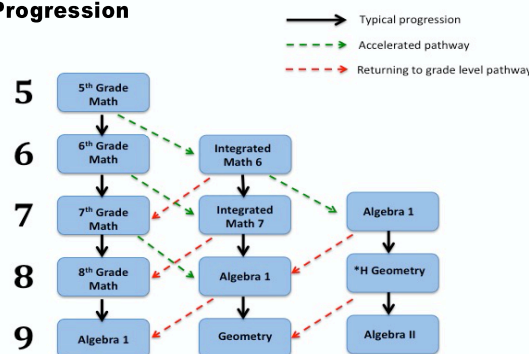 Progression
Typical progression
Accelerated pathway
Returning to grade level pathway
5
5th Grade
Math
6
6th Grade
Math
Integrated
Math 6
7
7th Grade
Math
Integrated
Math 7
Algebra 1
8
8th Grade
Math
Algebra 1
*H Geometry
9
Algebra 1
Geometry
Algebra II